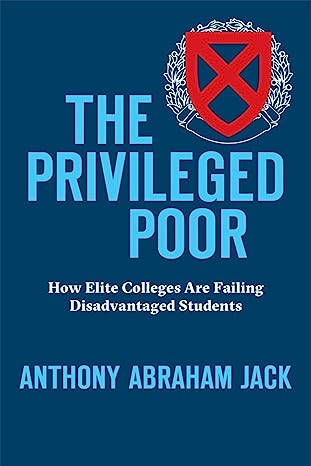 THE
PRIVILEGED
POOR
How Elite Colleges Are Failing
Disadvantaged Students
ANTHONY ABRAHAM JACK